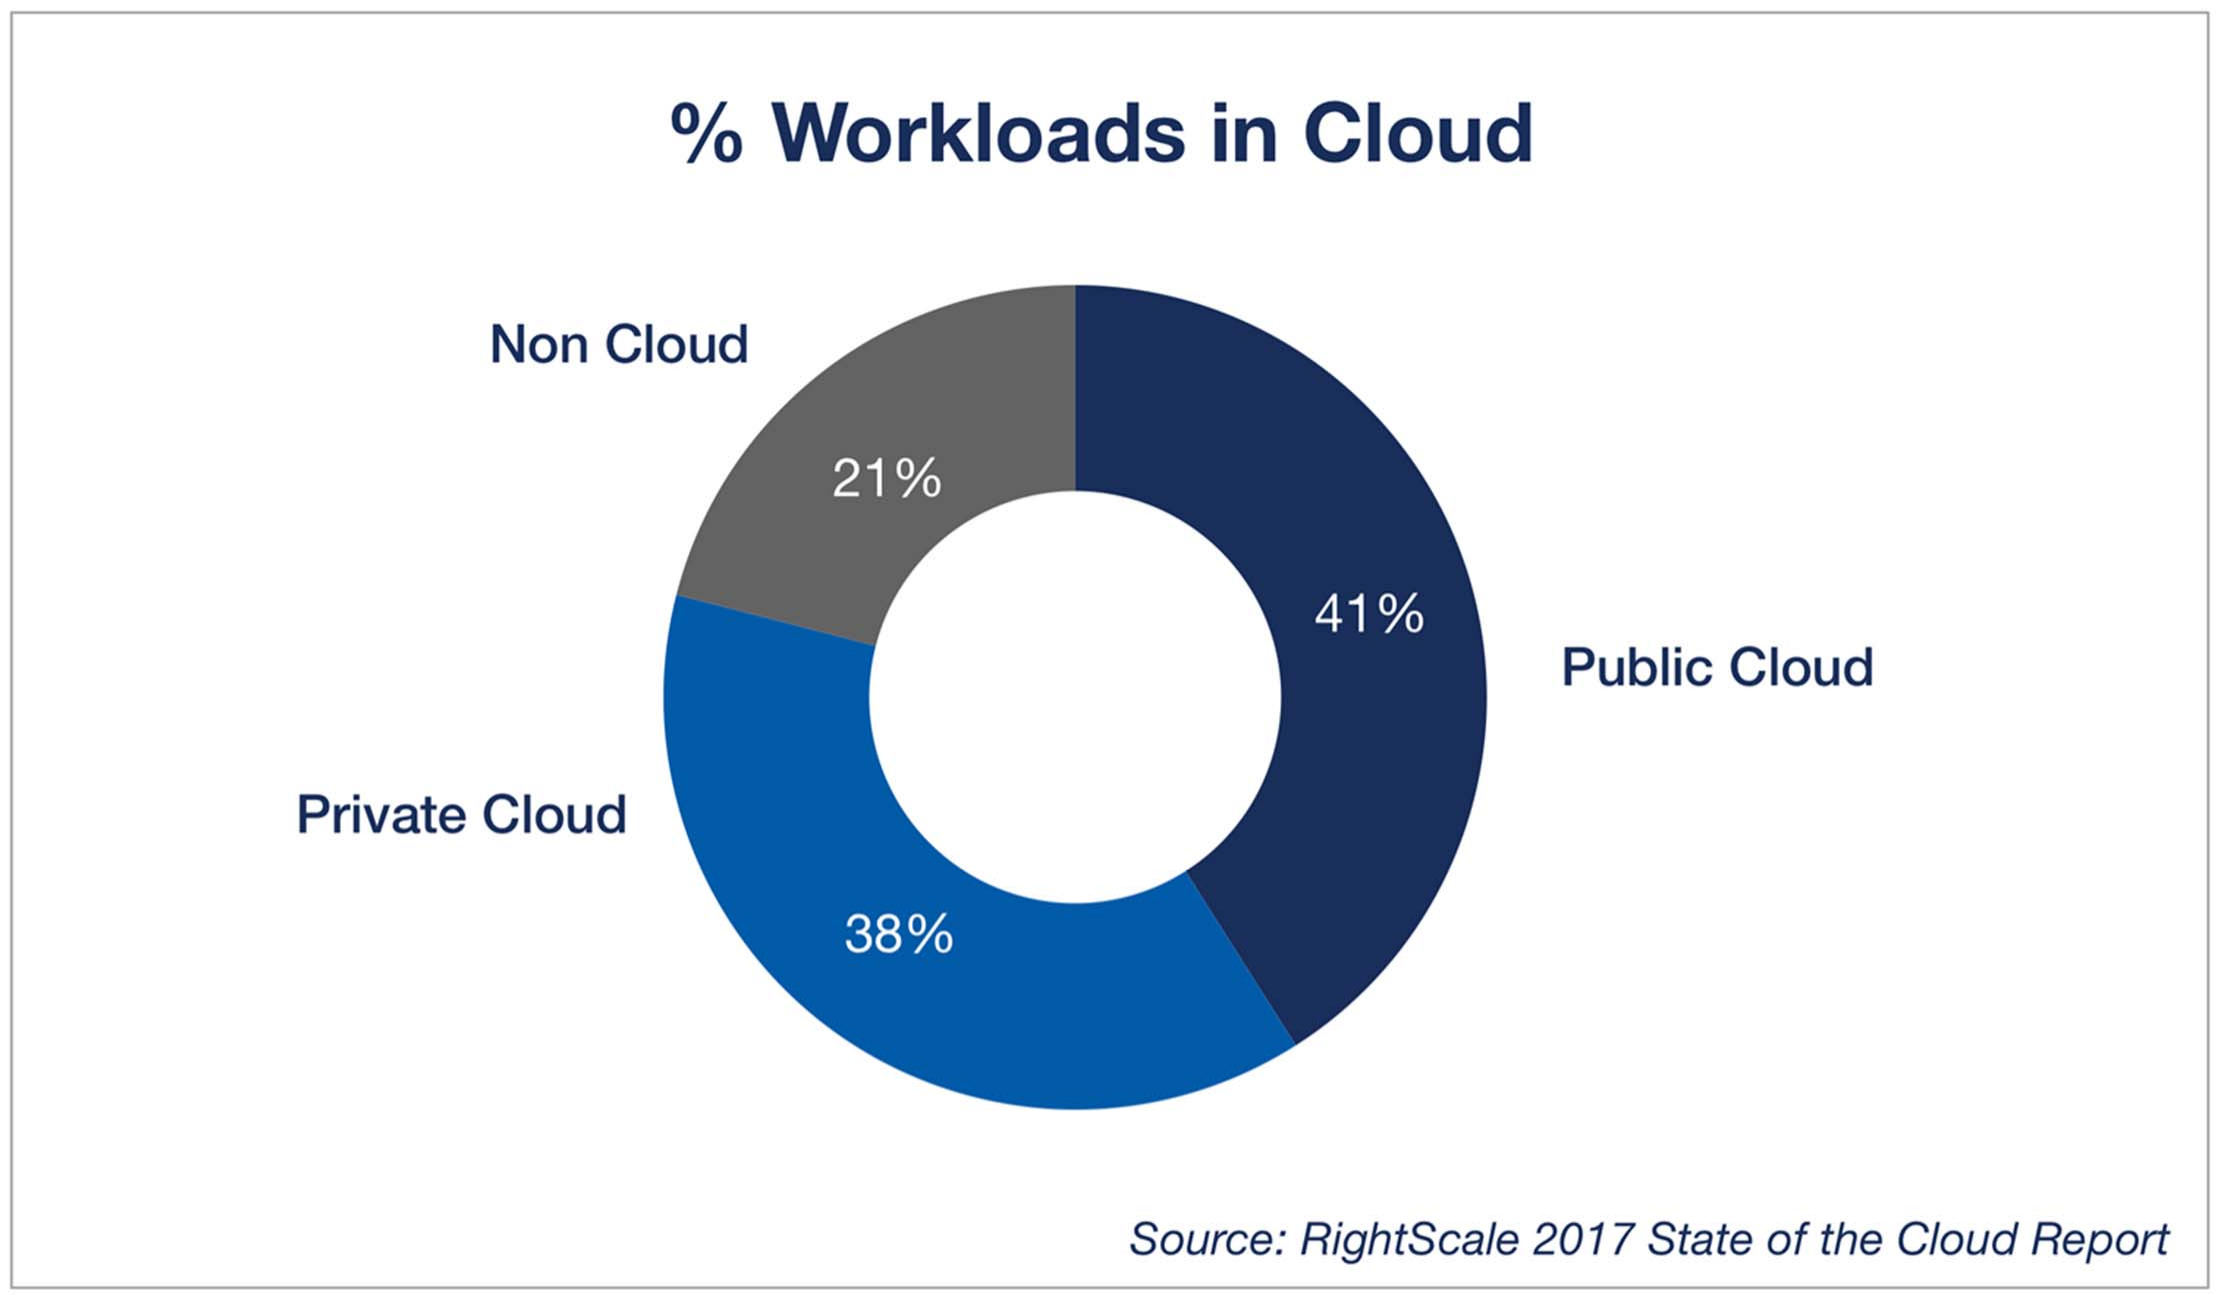 % Workloads in Cloud
Non Cloud
21%
41%
Public Cloud
Private Cloud
38%
Source: RightScale 2017 State of the Cloud Report